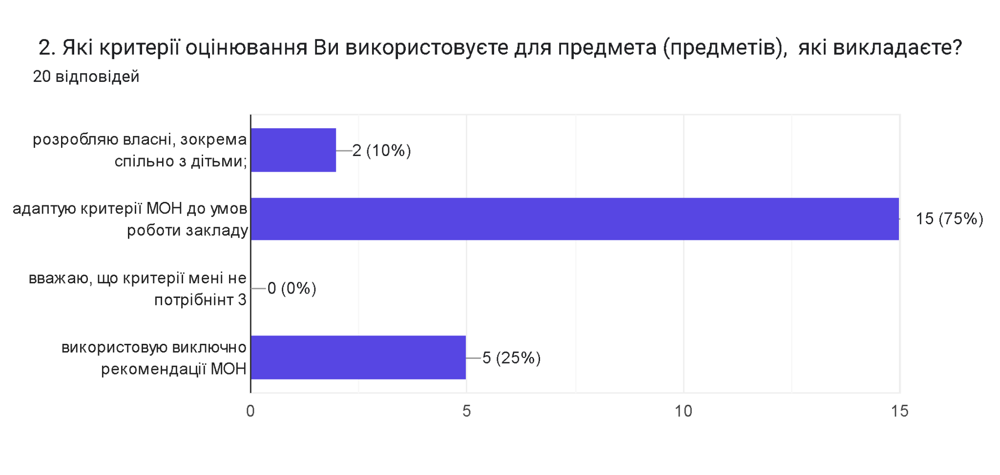 2. Які критерії оцінювання Ви використовуєте для предмета (предметів),  які викладаєте?
20 відповідей
розробляю власні, зокрема
спільно з дітьми;
2 (10%)
адаптую критерії МОН до умов
роботи закладу
15 (75%)
вважаю, що критерії мені не
потрібнінт 3
0 (0%)
використовую виключно
рекомендації МОН
5 (25%)
0
5
10
15